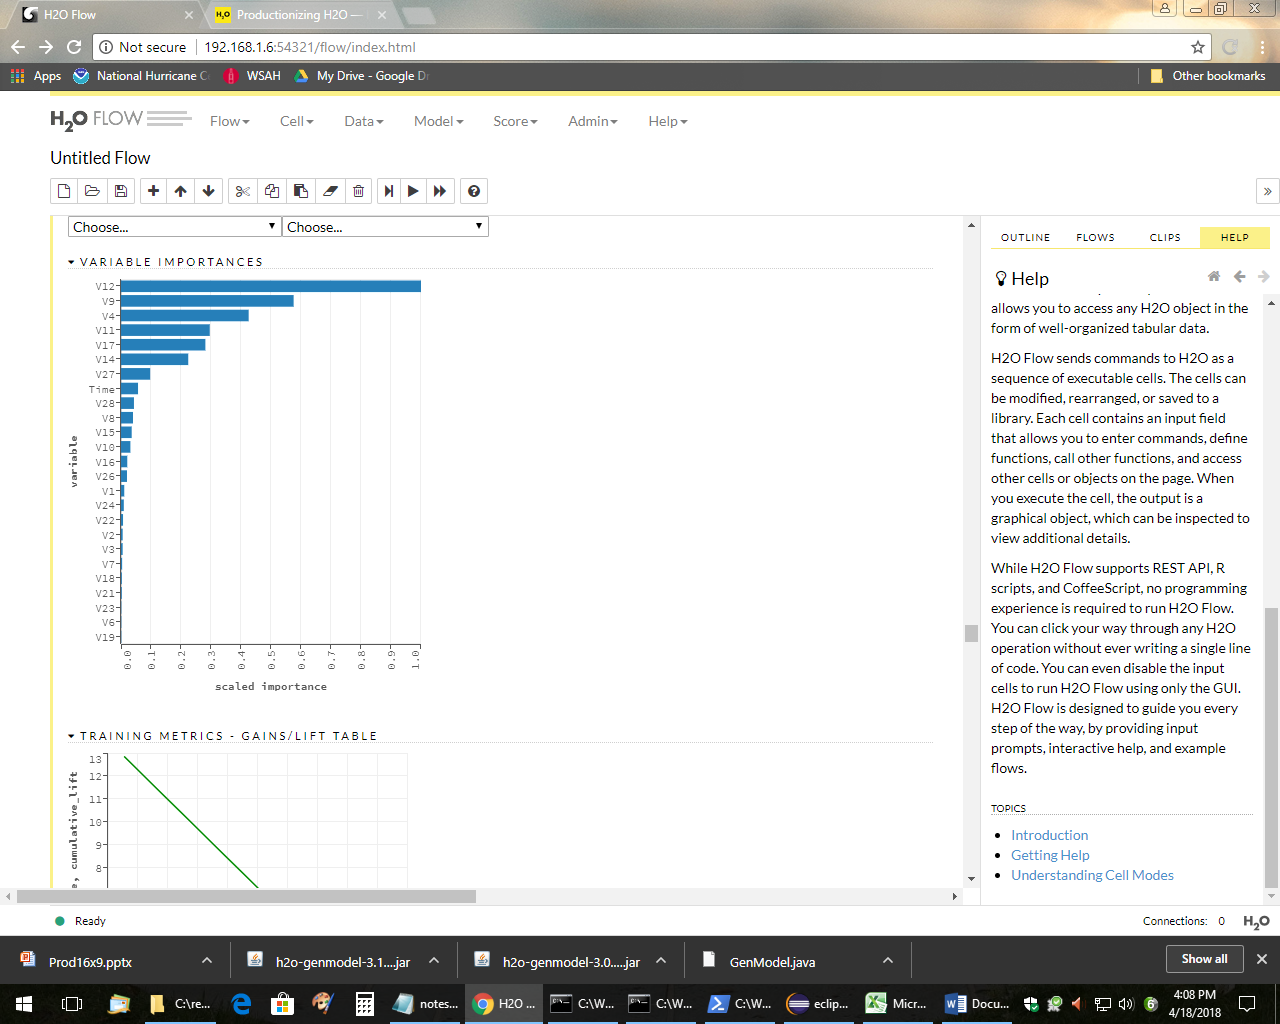 H2O Flow
Productionizing H2O —
Not secure
192.168.1.6:54321/flow/index.html
Apps
National Hurricane C
WSAH
My Drive - Google Dr
Other bookmarks
H2O FLOW
Flow
Cell
Data
Model
Score
Admin
Help
Untitled Flow
Choose...
Choose...
VARIABLE IMPORTANCES
V12
V9
V4
V11
V17
V14
V27
Time
V28
V8
V15
V10
V16
V26
V1
V24
V22
V2
V3
V7
V18
V21
V23
V6
V19
variable
0.0
0.1
0.2
0.3
0.4
0.5
0.6
0.7
0.8
0.9
1.0
scaled importance
TRAINING METRICS - GAINS/LIFT TABLE
13
12
11
10
9
8
e, cumulative_lift
OUTLINE
FLOWS
CLIPS
HELP
Help
allows you to access any H2O object in the
form of well-organized tabular data.
H2O Flow sends commands to H2O as a
sequence of executable cells. The cells can
be modified, rearranged, or saved to a
library. Each cell contains an input field
that allows you to enter commands, define
functions, call other functions, and access
other cells or objects on the page. When
you execute the cell, the output is a
graphical object, which can be inspected to
view additional details.
While H2O Flow supports REST API, R
scripts, and CoffeeScript, no programming
experience is required to run H2O Flow.
You can click your way through any H2O
operation without ever writing a single line
of code. You can even disable the input
cells to run H2O Flow using only the GUI.
H2O Flow is designed to guide you every
step of the way, by providing input
prompts, interactive help, and example
flows.
TOPICS
Introduction
Getting Help
Understanding Cell Modes
Ready
Connections: 0
H2O
Prod16x9.pptx
h2o-genmodel-3.1....jar
h2o-genmodel-3.0.....jar
GenModel.java
Show all
C:\re...
notes...
H2O ...
C:\W...
C:\W...
C:\W...
eclip...
Micr...
Docu...
4:08 PM
4/18/2018